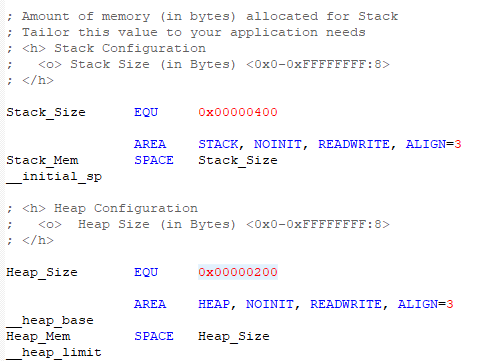 ; Amount of memory (in bytes) allocated for Stack
; Tailor this value to your application needs
; <h> Stack Configuration
;   <o> Stack Size (in Bytes) <0x0-0xFFFFFFFF:8>
; </h>
Stack_Size      EQU     0x00000400
                AREA    STACK, NOINIT, READWRITE, ALIGN=3
Stack_Mem       SPACE   Stack_Size
__initial_sp
; <h> Heap Configuration
;   <o>  Heap Size (in Bytes) <0x0-0xFFFFFFFF:8>
; </h>
Heap_Size       EQU     0x00000200
                AREA    HEAP, NOINIT, READWRITE, ALIGN=3
__heap_base
Heap_Mem        SPACE   Heap_Size
__heap_limit